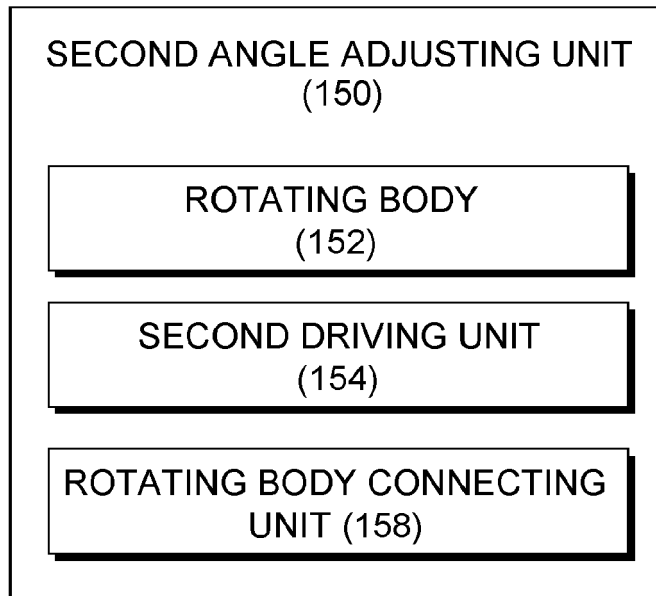 SECOND ANGLE ADJUSTING UNIT
(150)
ROTATING BODY
(152)
SECOND DRIVING UNIT
(154)
ROTATING BODY CONNECTING
UNIT (158)